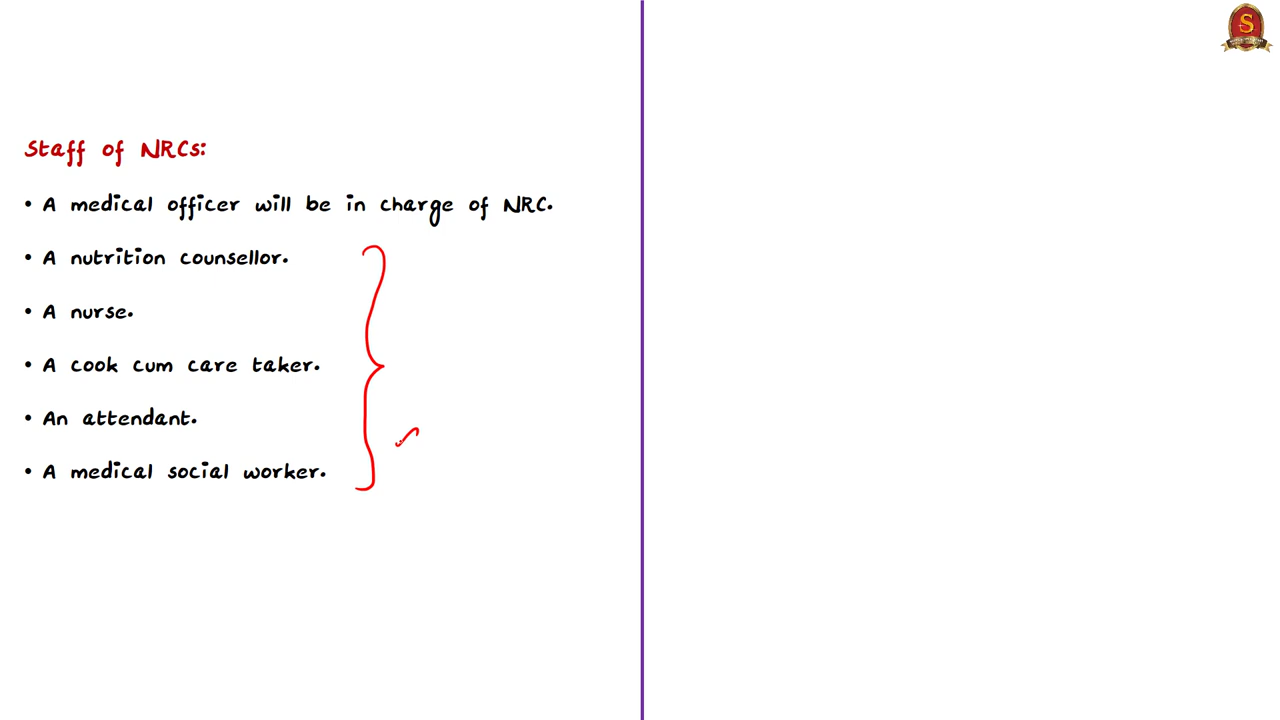 Staff of NRCs:
• A medical officer will be in charge of NRC.
• A nutrition counsellor.
• A nurse.
• A cook cum care taker.
• An attendant.
• A medical social worker.
S